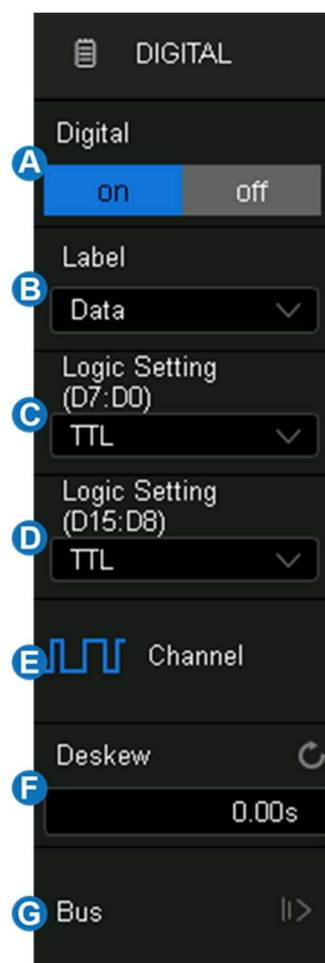 DIGITAL
Digital
A
on off
Label
B
Data
Logic Setting
(D7:D0)
C
TTL
Logic Setting
(D15:D8)
D
TTL
E Channel
Deskew
F
0.00s
G Bus